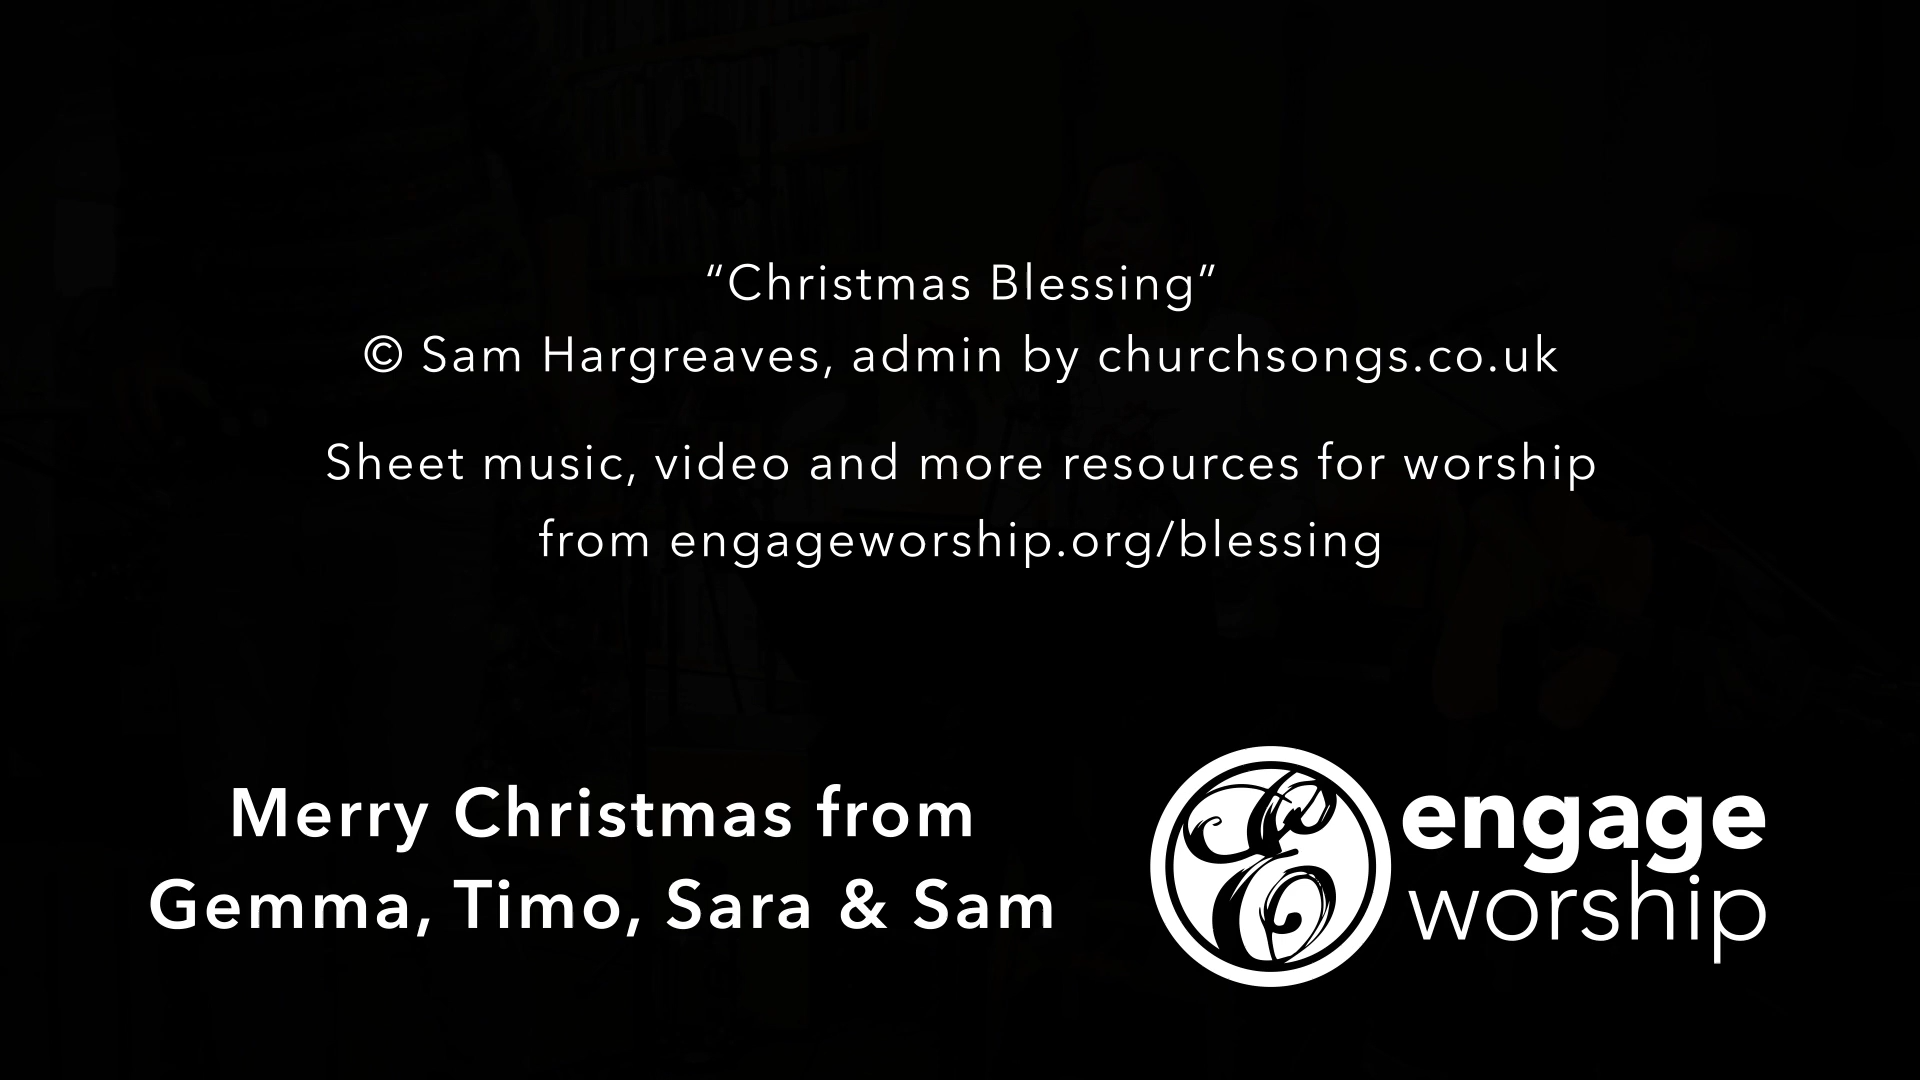 “Christmas Blessing”
© Sam Hargreaves, admin by churchsongs.co.uk
Sheet music, video and more resources for worship
from engageworship.org/blessing
Merry Christmas from
Gemma, Timo, Sara & Sam
engage
worship